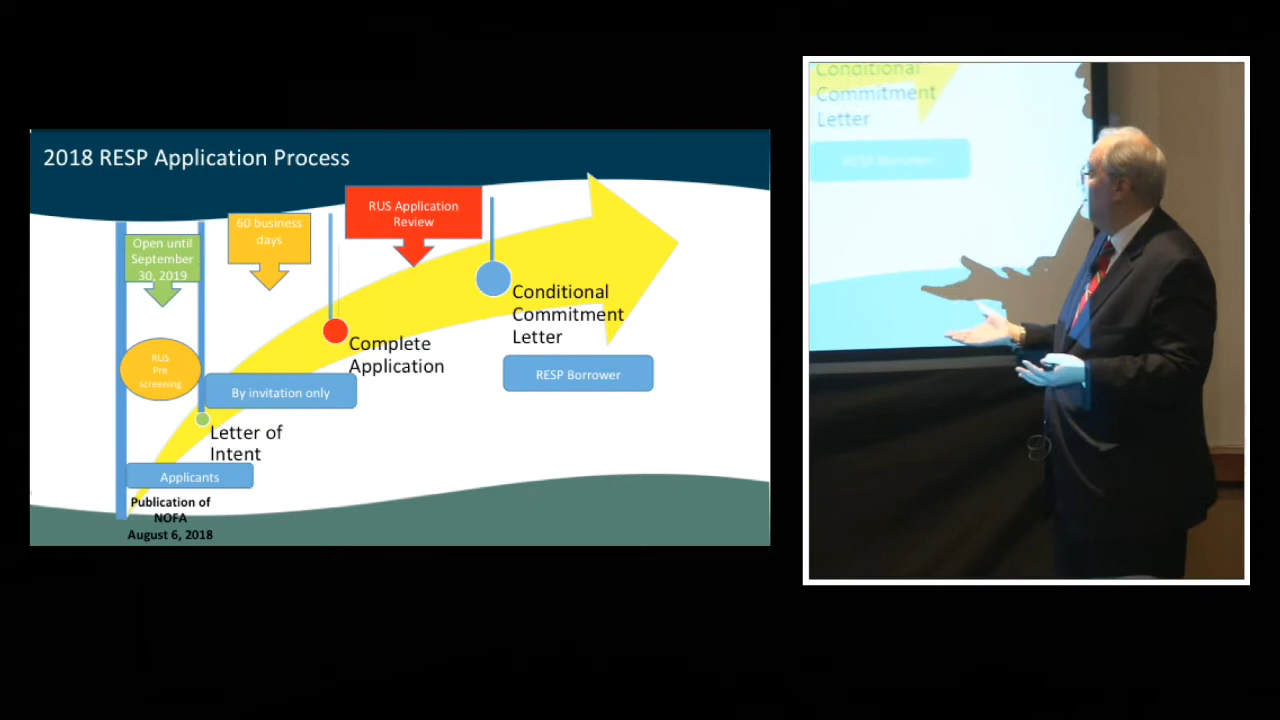 2018 RESP Application Process
Open until
September
30, 2019
60 business
days
RUS Application
Review
RUS
Pre
screening
Conditional
Commitment
Letter
Complete
Application
RESP Borrower
By invitation only
Letter of
Intent
Applicants
Publication of
NOFA
August 6, 2018
Conditional
Commitment
Letter
RESP Borrower